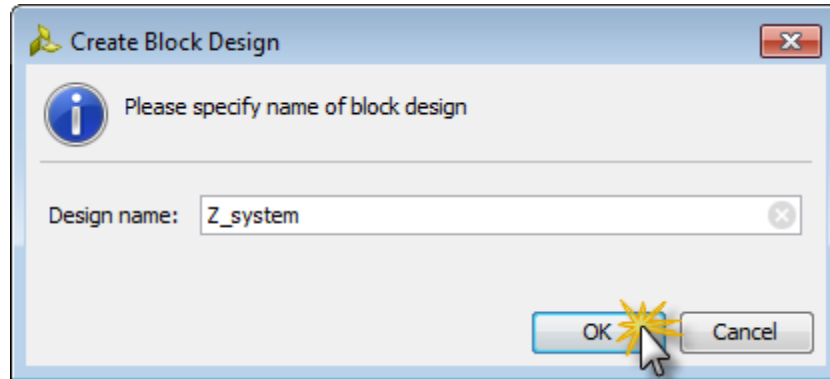 Create Block Design
Please specify name of block design
Design name: Z_system
OK Cancel